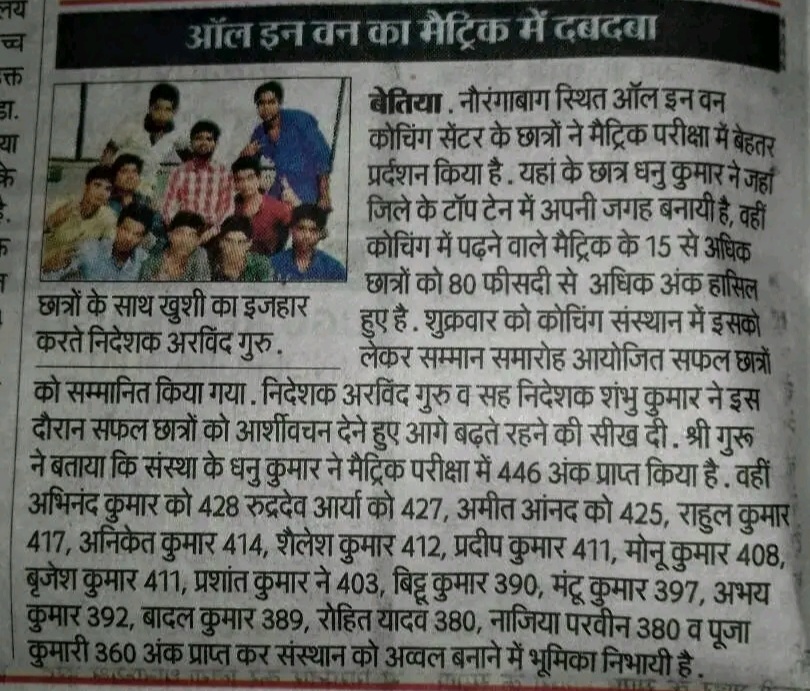 लय
च्च
क्त
डा.
या
के
है.
ऑल इन वन का मैट्रिक में दबदबा
छात्रों के साथ खुशी का इजहार
करते निदेशक अरविंद गुरु.
बेतिया. नौरंगाबाग स्थित ऑल इन वन
कोचिंग सेंटर के छात्रों ने मैट्रिक परीक्षा में बेहतर
प्रर्दशन किया है. यहां के छात्र धनु कुमार ने जहां
जिले के टॉप टेन में अपनी जगह बनायी है, वहीं
कोचिंग में पढ़ने वाले मैट्रिक के 15 से अधिक
छात्रों को 80 फीसदी से अधिक अंक हासिल
हुए है. शुक्रवार को कोचिंग संस्थान में इसको
लेकर सम्मान समारोह आयोजित सफल छात्रों
को सम्मानित किया गया. निदेशक अरविंद गुरु व सह निदेशक शंभु कुमार ने इस
दौरान सफल छात्रों को आर्शीवचन देने हुए आगे बढ़ते रहने की सीख दी. श्री गुरू
ने बताया कि संस्था के धनु कुमार ने मैट्रिक परीक्षा में 446 अंक प्राप्त किया है. वहीं
अभिनंद कुमार को 428 रुद्रदेव आर्या को 427, अमीत आंनद को 425, राहुल कुमार
417, अनिकेत कुमार 414, शैलेश कुमार 412, प्रदीप कुमार 411, मोनू कुमार 408,
बृजेश कुमार 411, प्रशांत कुमार ने 403, बिट्टू कुमार 390, मंटू कुमार 397, अभय
कुमार 392, बादल कुमार 389, रोहित यादव 380, नाजिया परवीन 380 व पूजा
कुमारी 360 अंक प्राप्त कर संस्थान को अव्वल बनाने में भूमिका निभायी है.